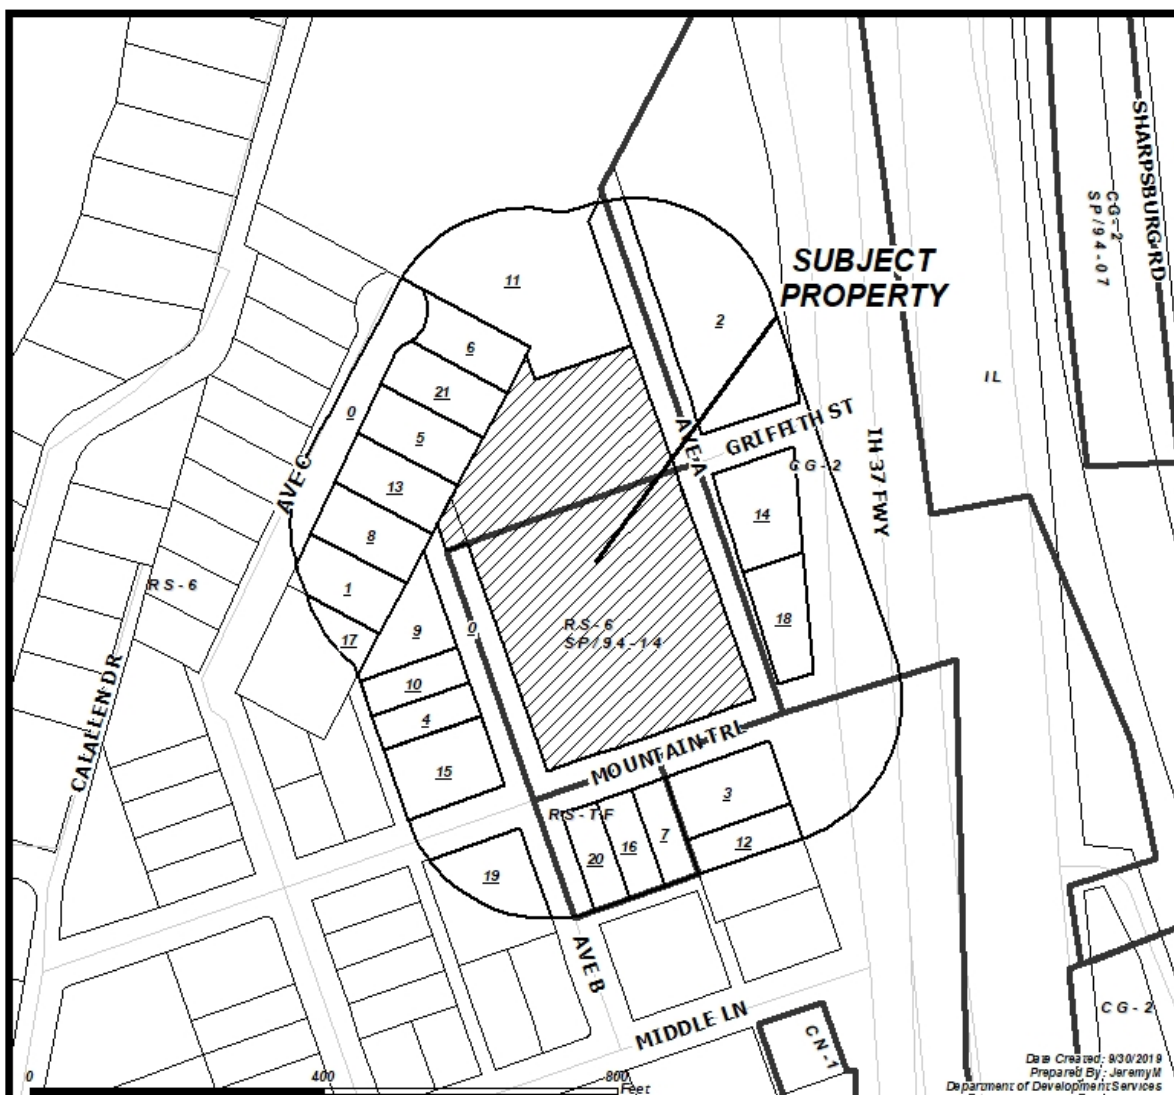 SHARPSBURG RD
CG-2
SP/94-07
SUBJECT
PROPERTY
11
2
6
21
0
5
13
8
1
17
AVE C
AVE A
GRIFFITH ST
CG-2
IL
IH 37 FWY
14
18
RS-6
9
0
RS-6
SP/94-14
10
4
15
CALALLEN DR
MOUNTAIN TRL
RS-TF
3
7
16
20
12
19
AVE B
MIDDLE LN
CN-1
CG-2
Date Created: 9/30/2019
Prepared By: JeremyM
Department of Development Services
0 400 800
Feet